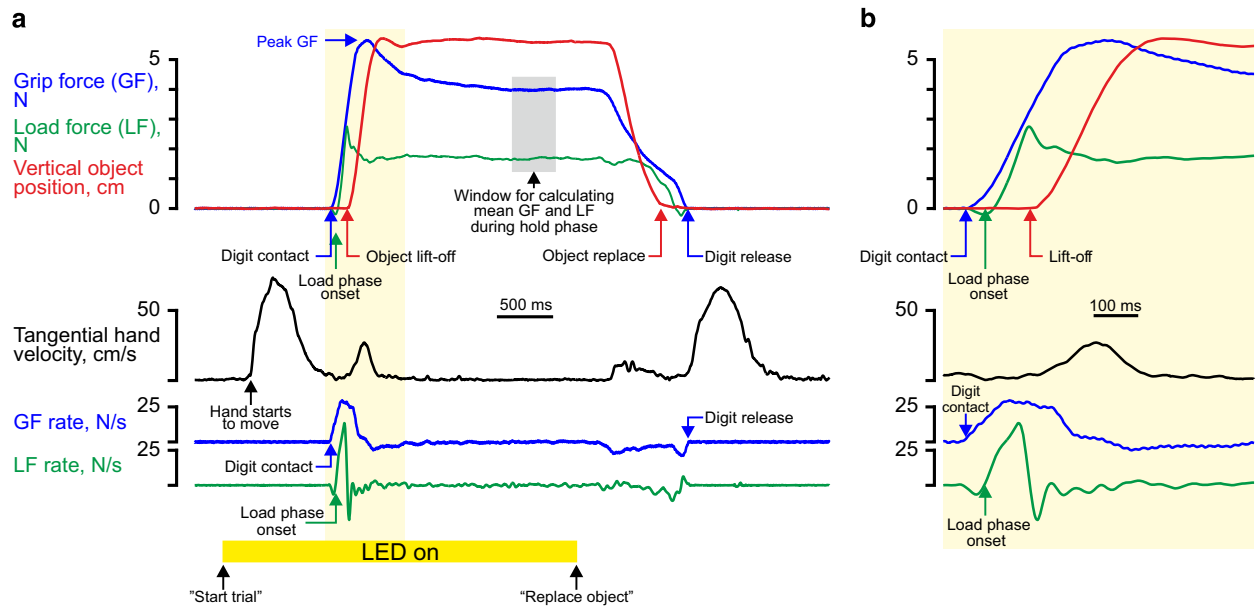 a
b
Peak GF
5
0
Grip force (GF),
N
Load force (LF),
N
Vertical object
position, cm
Window for calculating
mean GF and LF
during hold phase
Digit contact
Object lift-off
Load phase
onset
Object replace
Digit release
5
0
Digit contact
Lift-off
Load phase
onset
50
0
500 ms
Tangential hand
velocity, cm/s
Hand starts
to move
50
0
100 ms
25
25
0
GF rate, N/s
LF rate, N/s
Digit contact
Digit release
Load phase
onset
25
25
0
Digit
contact
Load phase
onset
LED on
"Start trial"
“Replace object”